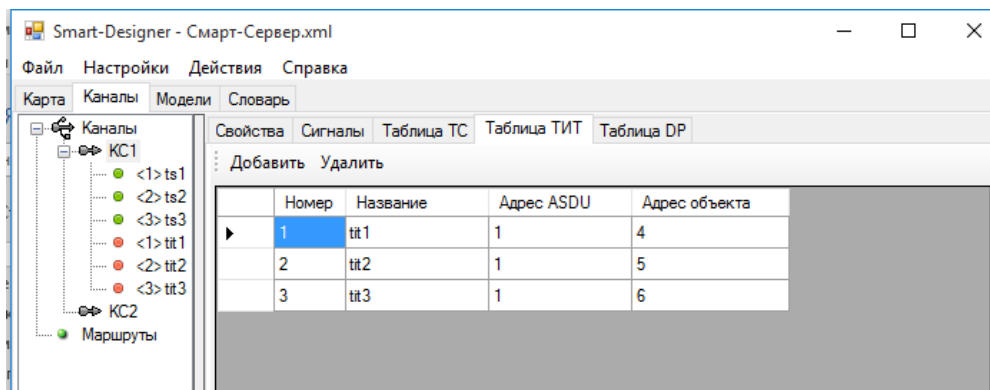 Smart-Designer - Смарт-Сервер.xml
Файл Настройки Действия Справка
Карта Каналы Модели Словарь
Каналы
КС1
<1> ts1
<2> ts2
<3> ts3
<1> tit1
<2> tit2
<3> tit3
КС2
Маршруты
Свойства Сигналы Таблица ТС Таблица ТИТ Таблица DP
Добавить Удалить
Номер Название Адрес ASDU Адрес объекта
1 tit1 1 4
2 tit2 1 5
3 tit3 1 6